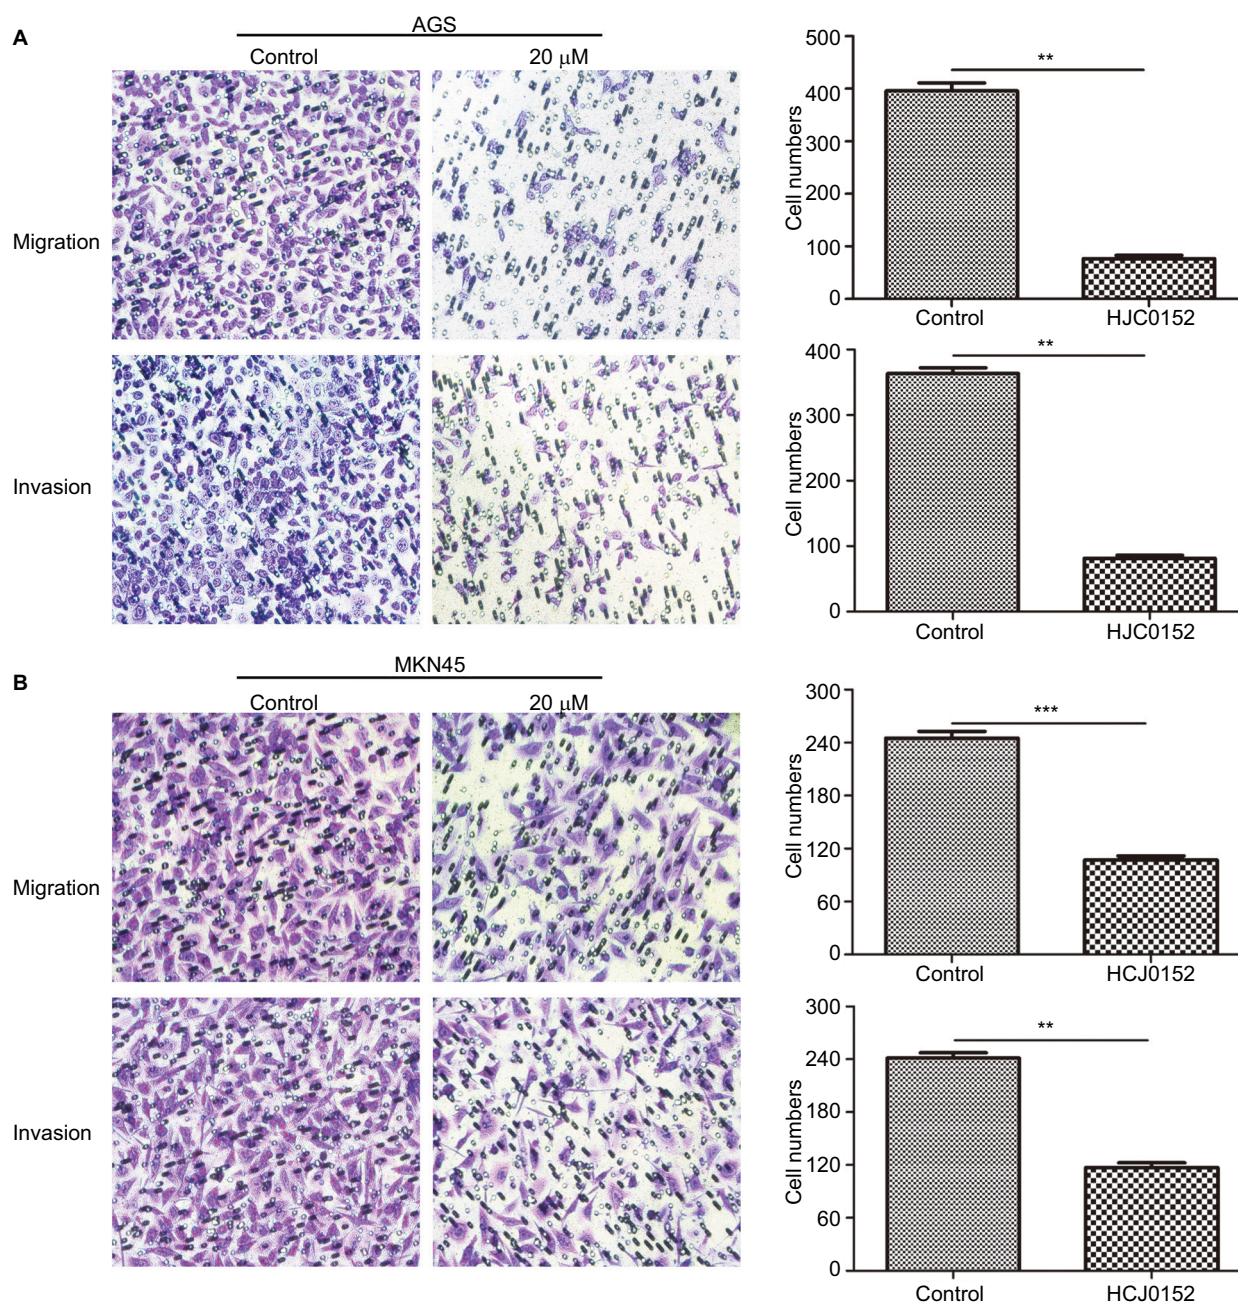 A
AGS
Control
20 μM
Migration
Invasion
500
400
300
200
100
0
Cell numbers
**
Control
HJC0152
400
300
200
100
0
Cell numbers
**
Control
HJC0152
B
MKN45
Control
20 μM
Migration
Invasion
300
240
180
120
60
0
Cell numbers
***
Control
HCJ0152
300
240
180
120
60
0
Cell numbers
**
Control
HCJ0152